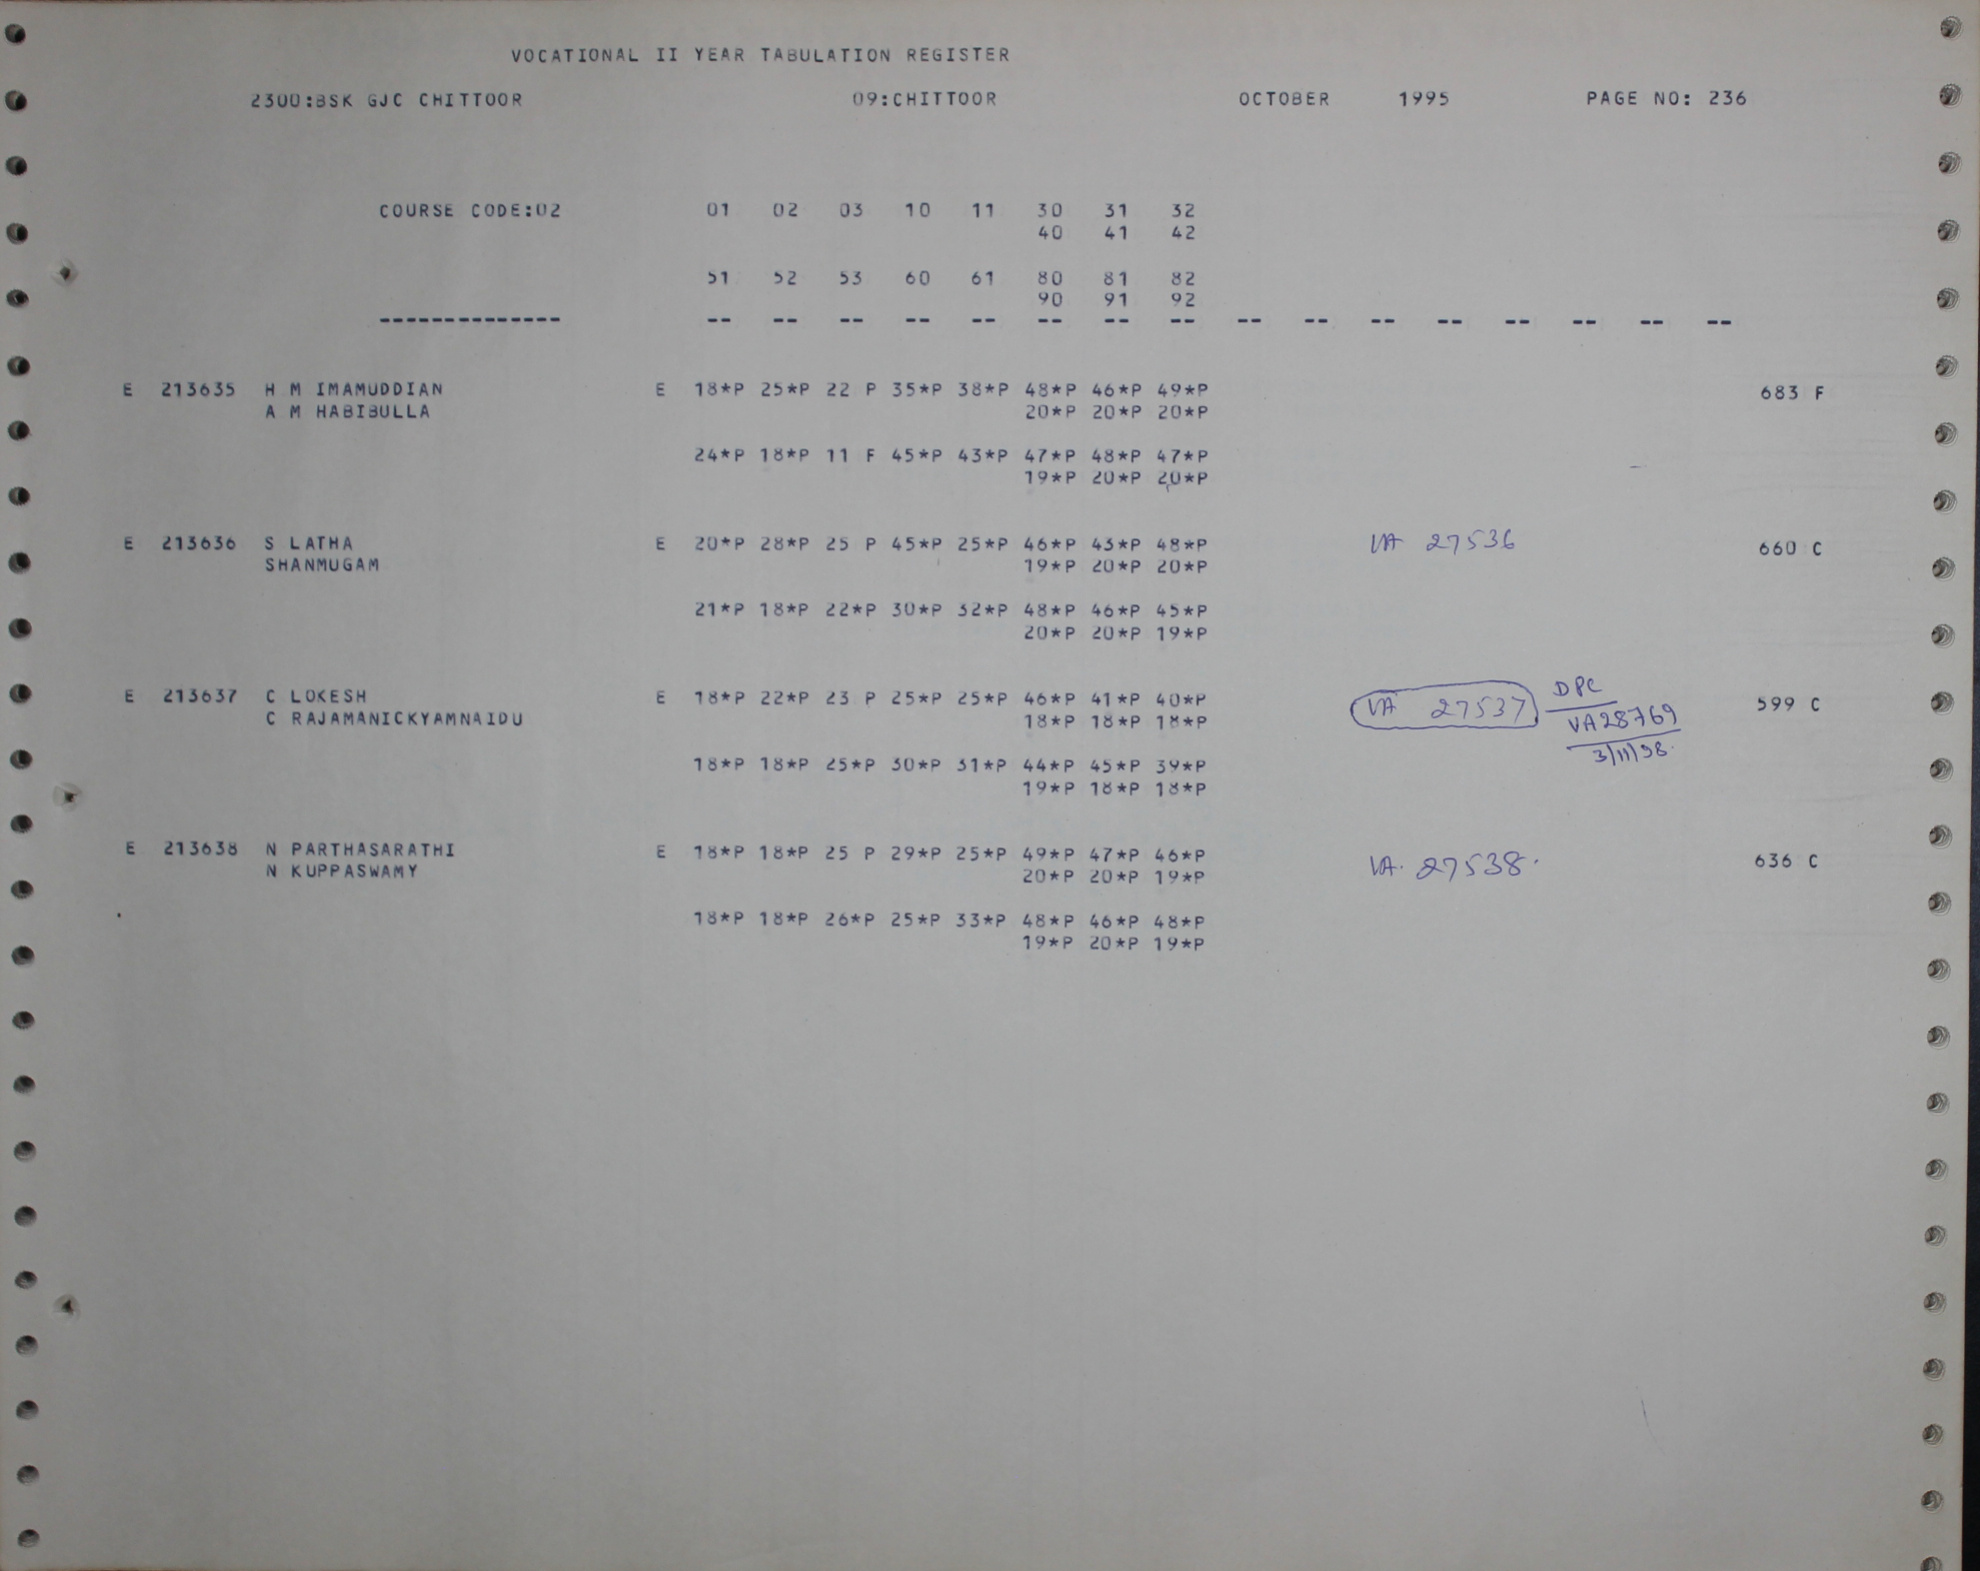 VOCATIONAL II YEAR TABULATION REGISTER
2300:BSK GJC CHITTOOR 09:CHITTOOR OCTOBER 1995 PAGE NO: 236
COURSE CODE:02 01 02 03 10 11 30 31 32
40 41 42
51 52 53 60 61 80 81 82
90 91 92
-------------- -- -- -- -- -- -- -- -- -- -- -- -- -- -- -- --
E 213635 H M IMAMUDDIAN E 18*P 25*P 22 P 35*P 38*P 48*P 46*P 49*P 683 F
A M HABIBULLA 20*P 20*P 20*P
24*P 18*P 11 F 45*P 43*P 47*P 48*P 47*P
19*P 20*P 20*P
E 213636 S LATHA E 20*P 28*P 25 P 45*P 25*P 46*P 43*P 48*P VA 27536 660 C
SHANMUGAM 19*P 20*P 20*P
21*P 18*P 22*P 30*P 32*P 48*P 46*P 45*P
20*P 20*P 19*P
E 213637 C LOKESH E 18*P 22*P 23 P 25*P 25*P 46*P 41*P 40*P VA 27537 DPC 599 C
C RAJAMANICKYAMNAIDU 18*P 18*P 18*P VA28769
3/11/98.
18*P 18*P 25*P 30*P 31*P 44*P 45*P 39*P
19*P 18*P 18*P
E 213638 N PARTHASARATHI E 18*P 18*P 25 P 29*P 25*P 49*P 47*P 46*P VA. 27538. 636 C
N KUPPASWAMY 20*P 20*P 19*P
18*P 18*P 26*P 25*P 33*P 48*P 46*P 48*P
19*P 20*P 19*P